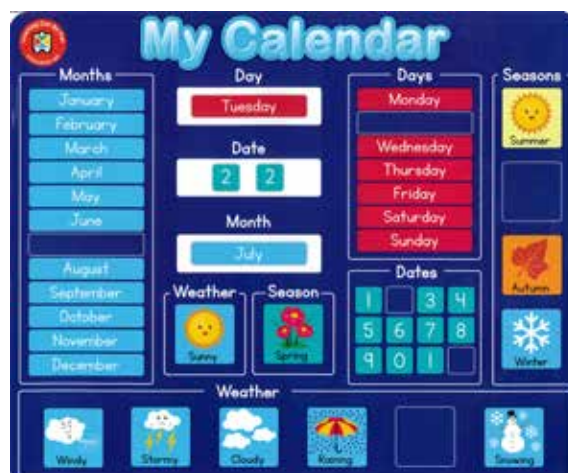 My Calendar
Months
January
February
March
April
May
June
August
September
October
November
December
Day
Tuesday
Date
2 2
Month
July
Weather
Sunny
Season
Spring
Days
Monday
Wednesday
Thursday
Friday
Saturday
Sunday
Dates
1 3 4
5 6 7 8
9 0 1
Seasons
Summer
Autumn
Winter
Weather
Windy
Stormy
Cloudy
Raining
Snowing